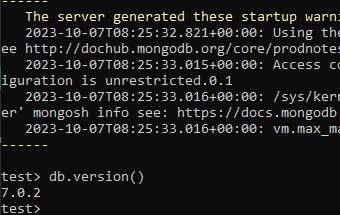 ------
The server generated these startup warni
2023-10-07T08:25:32.821+00:00: Using the
ee http://dochub.mongodb.org/core/prodnotes
2023-10-07T08:25:33.015+00:00: Access co
iguration is unrestricted.0.1
2023-10-07T08:25:33.016+00:00: /sys/kern
er' mongosh info see: https://docs.mongodb
2023-10-07T08:25:33.016+00:00: vm.max_ma
------
test> db.version()
7.0.2
test>